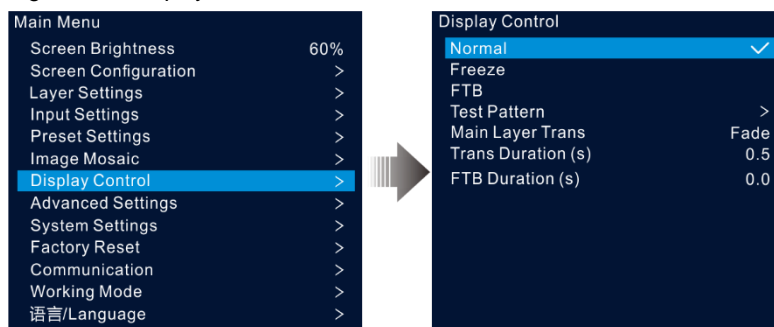 Main Menu
Screen Brightness 60%
Screen Configuration >
Layer Settings >
Input Settings >
Preset Settings >
Image Mosaic >
Display Control >
Advanced Settings >
System Settings >
Factory Reset >
Communication >
Working Mode >
语言/Language >
Display Control
Normal ✓
Freeze
FTB
Test Pattern >
Main Layer Trans Fade
Trans Duration (s) 0.5
FTB Duration (s) 0.0